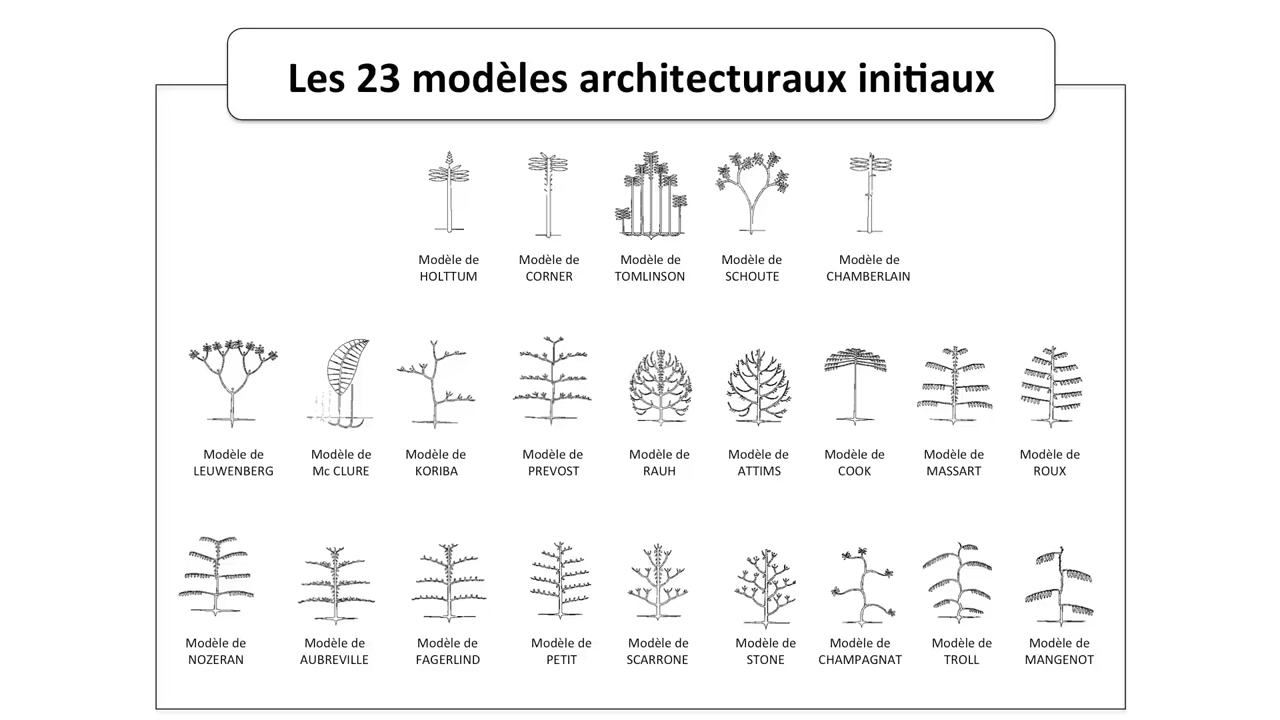 Les 23 modèles architecturaux initiaux
Modèle de
HOLTTUM
Modèle de
CORNER
Modèle de
TOMLINSON
Modèle de
SCHOUTE
Modèle de
CHAMBERLAIN
Modèle de
LEUWENBERG
Modèle de
Mc CLURE
Modèle de
KORIBA
Modèle de
PREVOST
Modèle de
RAUH
Modèle de
ATTIMS
Modèle de
COOK
Modèle de
MASSART
Modèle de
ROUX
Modèle de
NOZERAN
Modèle de
AUBREVILLE
Modèle de
FAGERLIND
Modèle de
PETIT
Modèle de
SCARRONE
Modèle de
STONE
Modèle de
CHAMPAGNAT
Modèle de
TROLL
Modèle de
MANGENOT